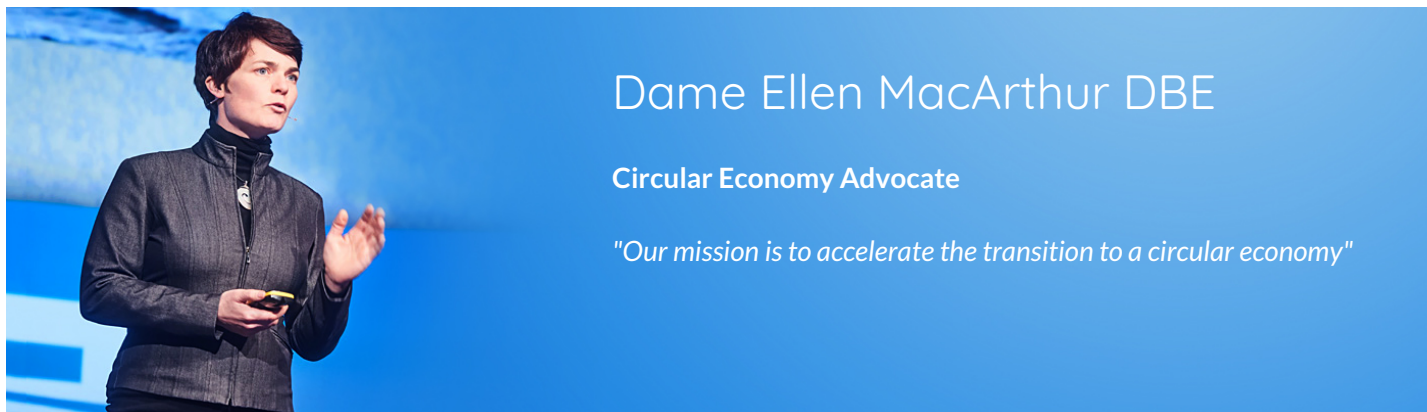 Dame Ellen MacArthur DBE
Circular Economy Advocate
"Our mission is to accelerate the transition to a circular economy"